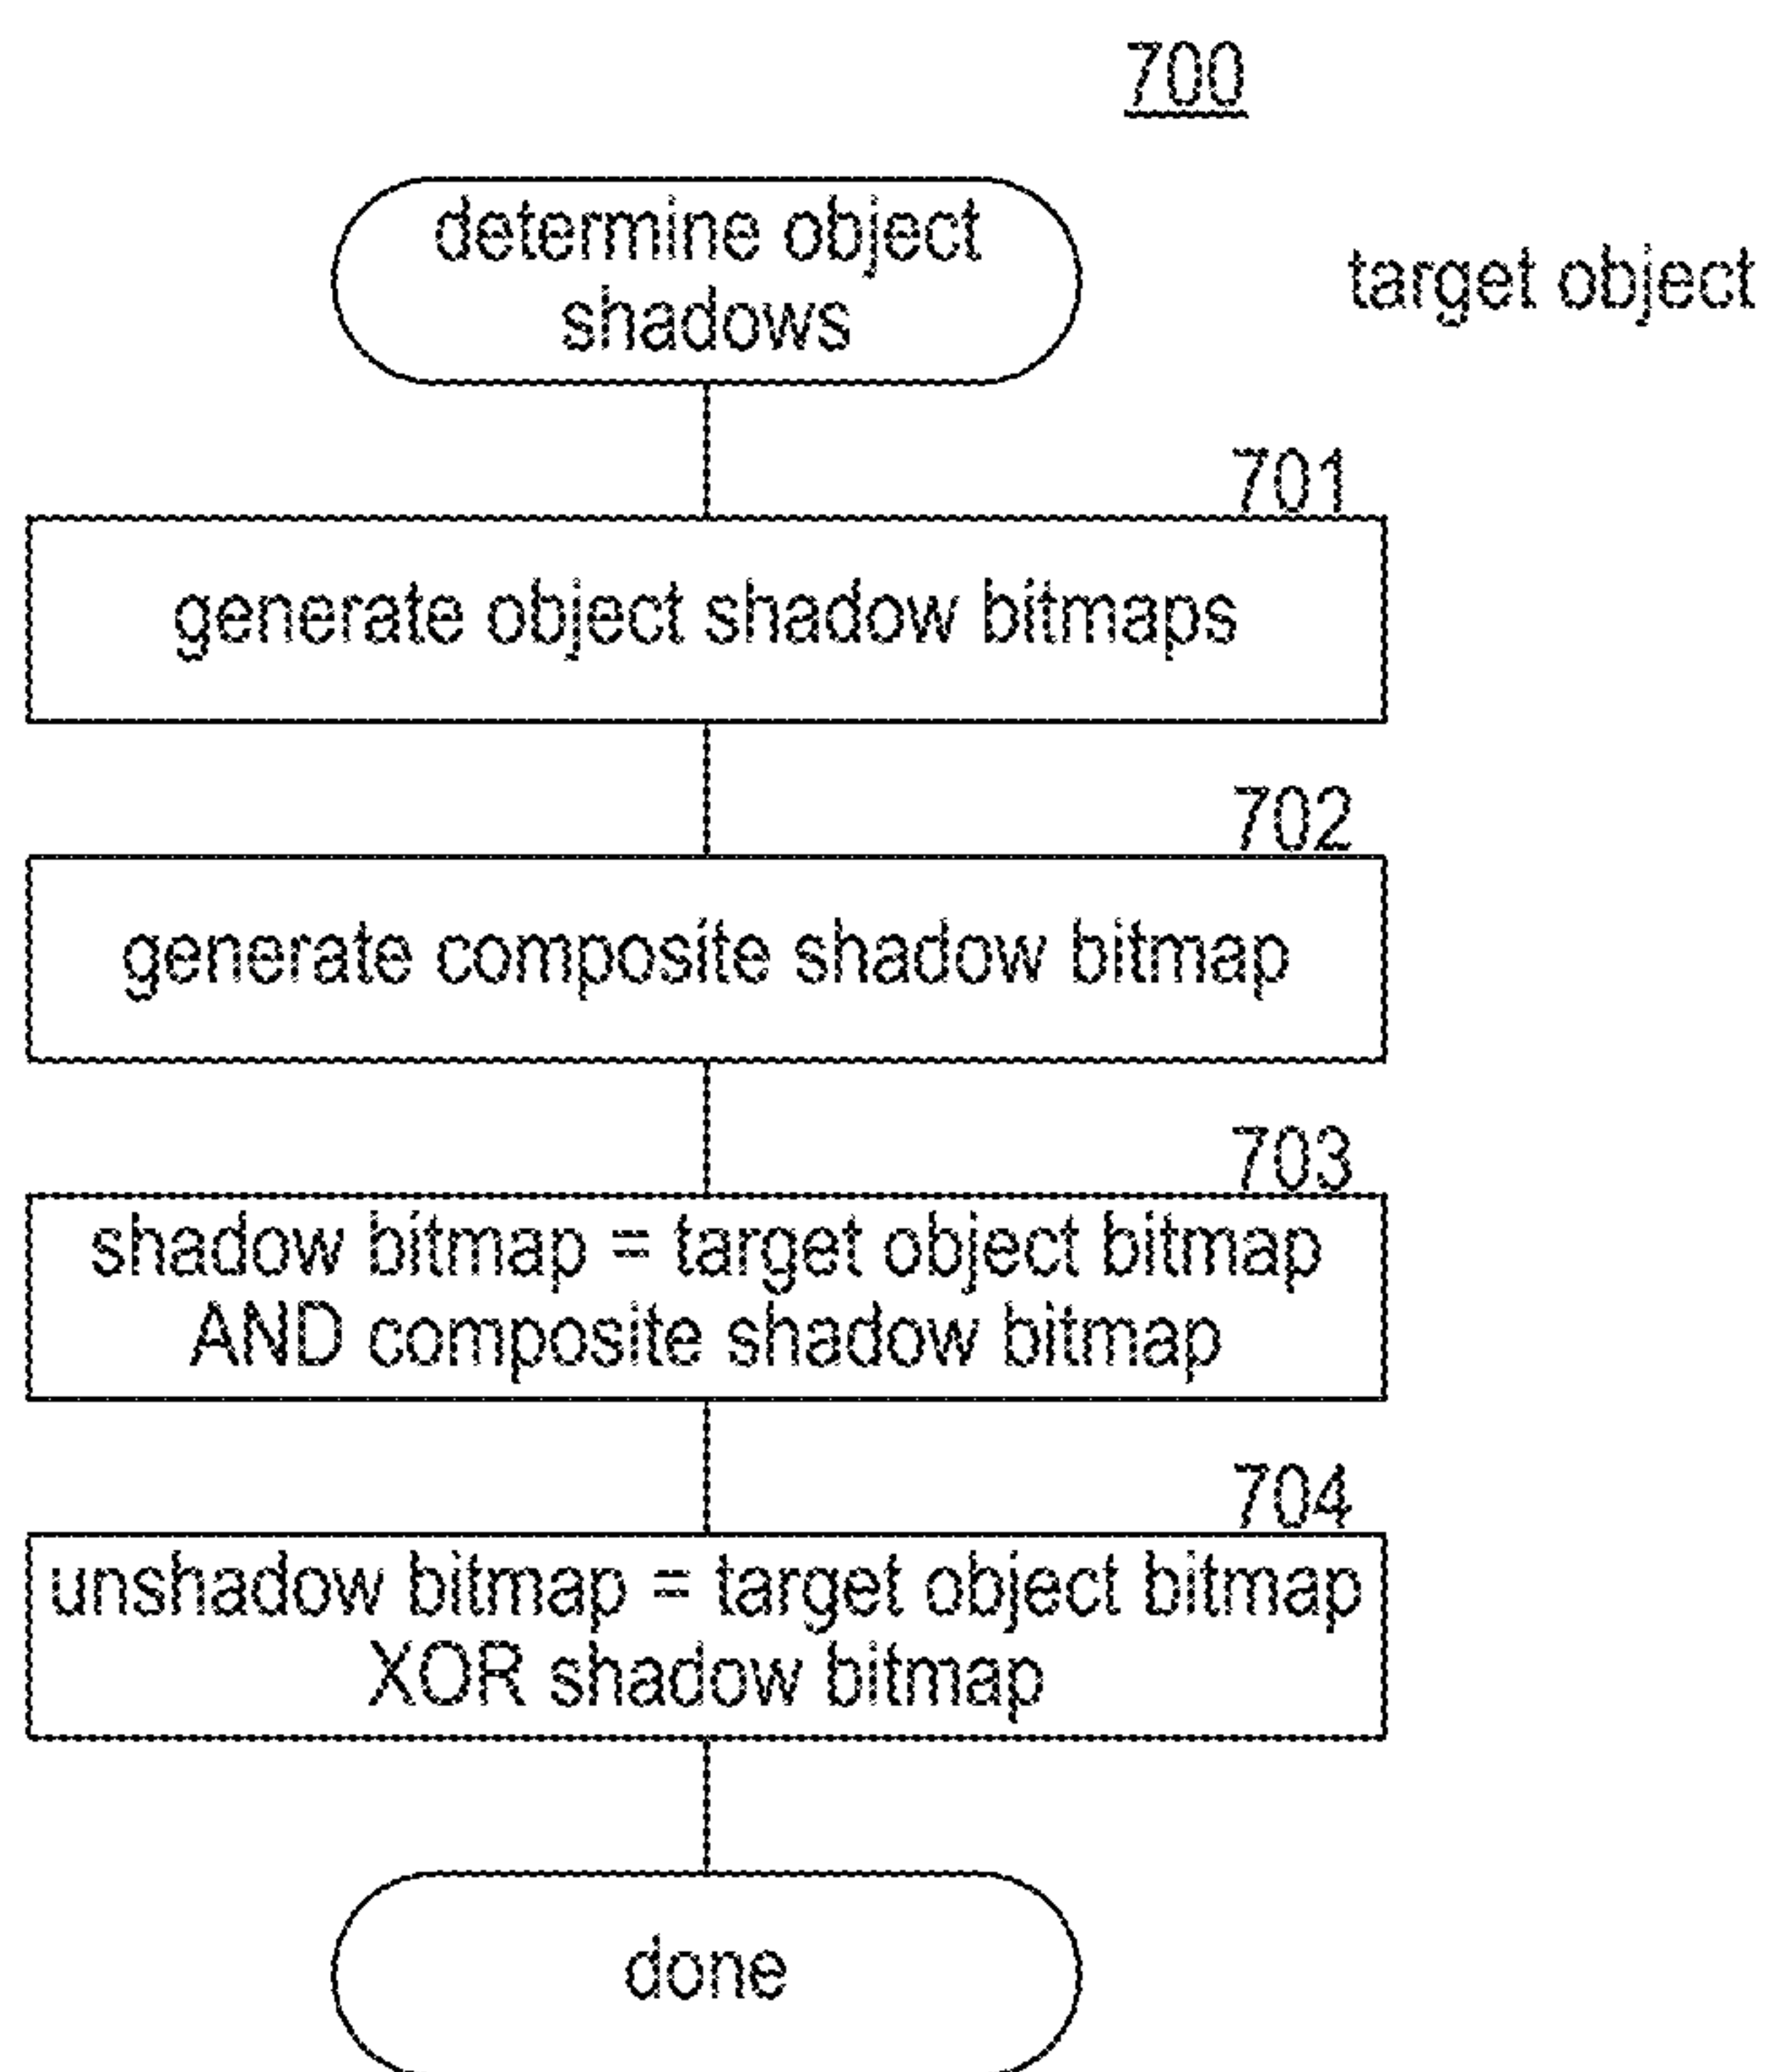 700
determine object
shadows
target object
701
generate object shadow bitmaps
702
generate composite shadow bitmap
703
shadow bitmap = target object bitmap
AND composite shadow bitmap
704
unshadow bitmap = target object bitmap
XOR shadow bitmap
done